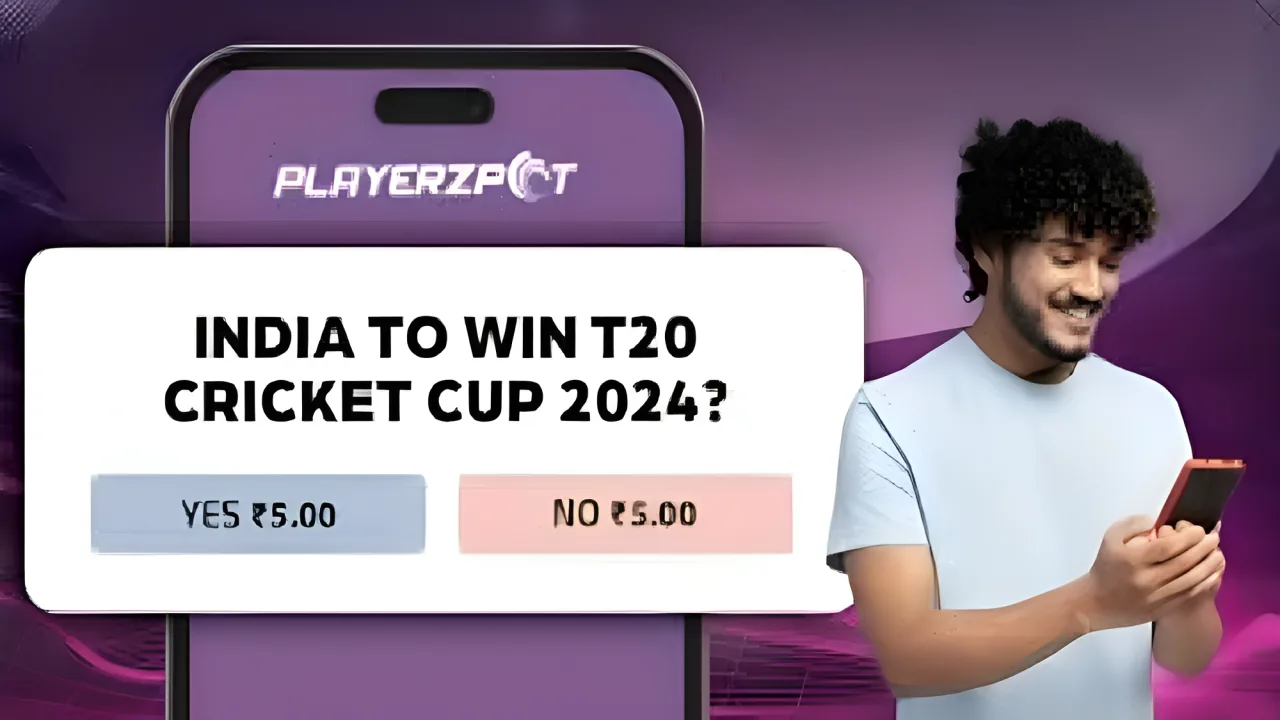 PLAYERZPOT
INDIA TO WIN T20
CRICKET CUP 2024?
YES ₹5.00
NO ₹5.00